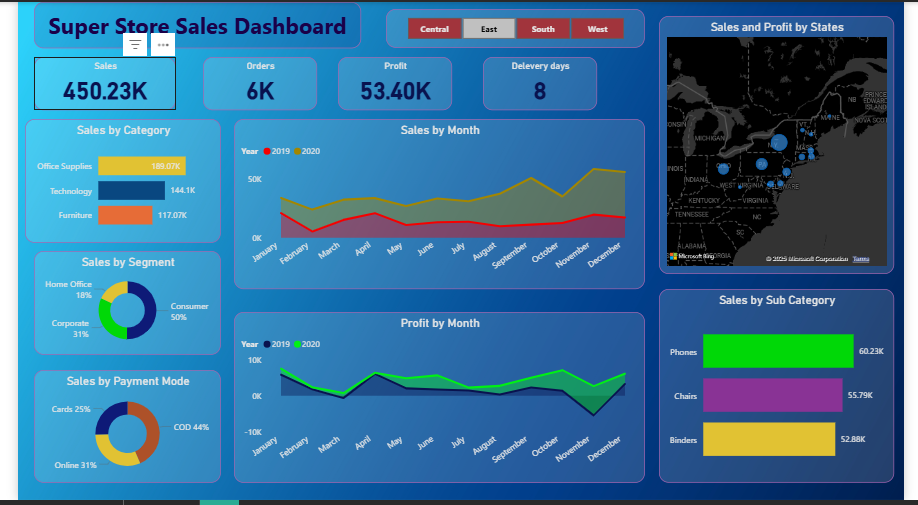 Super Store Sales Dashboard
Central
East
South
West
Sales
450.23K
Orders
6K
Profit
53.40K
Delevery days
8
Sales by Category
Office Supplies
189.07K
Technology
144.1K
Furniture
117.07K
Sales by Segment
Home Office
18%
Consumer
50%
Corporate
31%
Sales by Payment Mode
Cards 25%
COD 44%
Online 31%
Sales by Month
Year 2019 2020
50K
0K
January
February
March
April
May
June
July
August
September
October
November
December
Profit by Month
Year 2019 2020
10K
0K
-10K
January
February
March
April
May
June
July
August
September
October
November
December
Sales and Profit by States
NB
PRINCE
EDWARD
NOVA SCOT
MAINE
VT
MICHIGAN
MASS
OHIO
PA
INDIANA
WEST VIRGINIA
DELAWARE
KENTUCKY
VIRGINIA
TENNESSEE
NC
SC
ALABAMA
Microsoft Bing
© 2025 Microsoft Corporation Terms
Sales by Sub Category
Phones
60.23K
Chairs
55.79K
Binders
52.88K